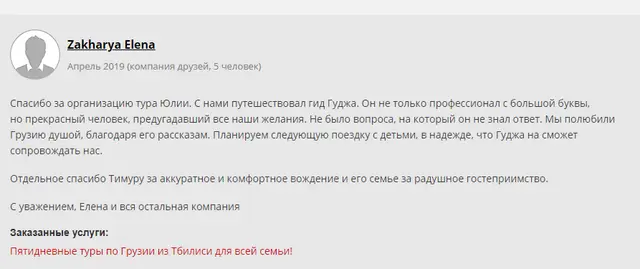 Zakharya Elena
Апрель 2019 (компания друзей, 5 человек)
Спасибо за организацию тура Юлии. С нами путешествовал гид Гуджа. Он не только профессионал с большой буквы,
но прекрасный человек, предугадавший все наши желания. Не было вопроса, на который он не знал ответ. Мы полюбили
Грузию душой, благодаря его рассказам. Планируем следующую поездку с детьми, в надежде, что Гуджа на сможет
сопровождать нас.
Отдельное спасибо Тимуру за аккуратное и комфортное вождение и его семье за радушное гостеприимство.
С уважением, Елена и вся остальная компания
Заказанные услуги:
Пятидневные туры по Грузии из Тбилиси для всей семьи!